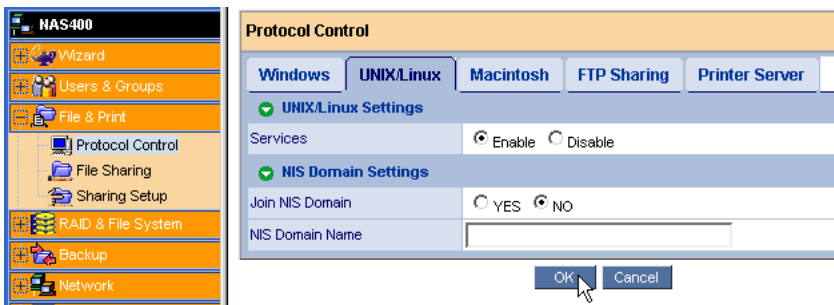 NAS400
Wizard
Users & Groups
File & Print
Protocol Control
File Sharing
Sharing Setup
RAID & File System
Backup
Network
Protocol Control
Windows UNIX/Linux Macintosh FTP Sharing Printer Server
UNIX/Linux Settings
Services Enable Disable
NIS Domain Settings
Join NIS Domain YES NO
NIS Domain Name
OK Cancel